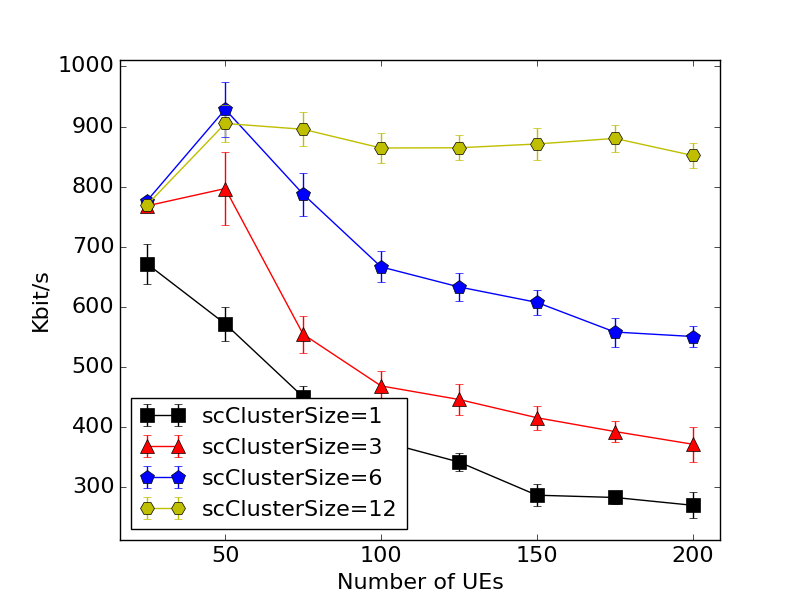 1000
900
800
700
600
500
400
300
Kbit/s
scClusterSize=1
scClusterSize=3
scClusterSize=6
scClusterSize=12
50 100 150 200
Number of UEs